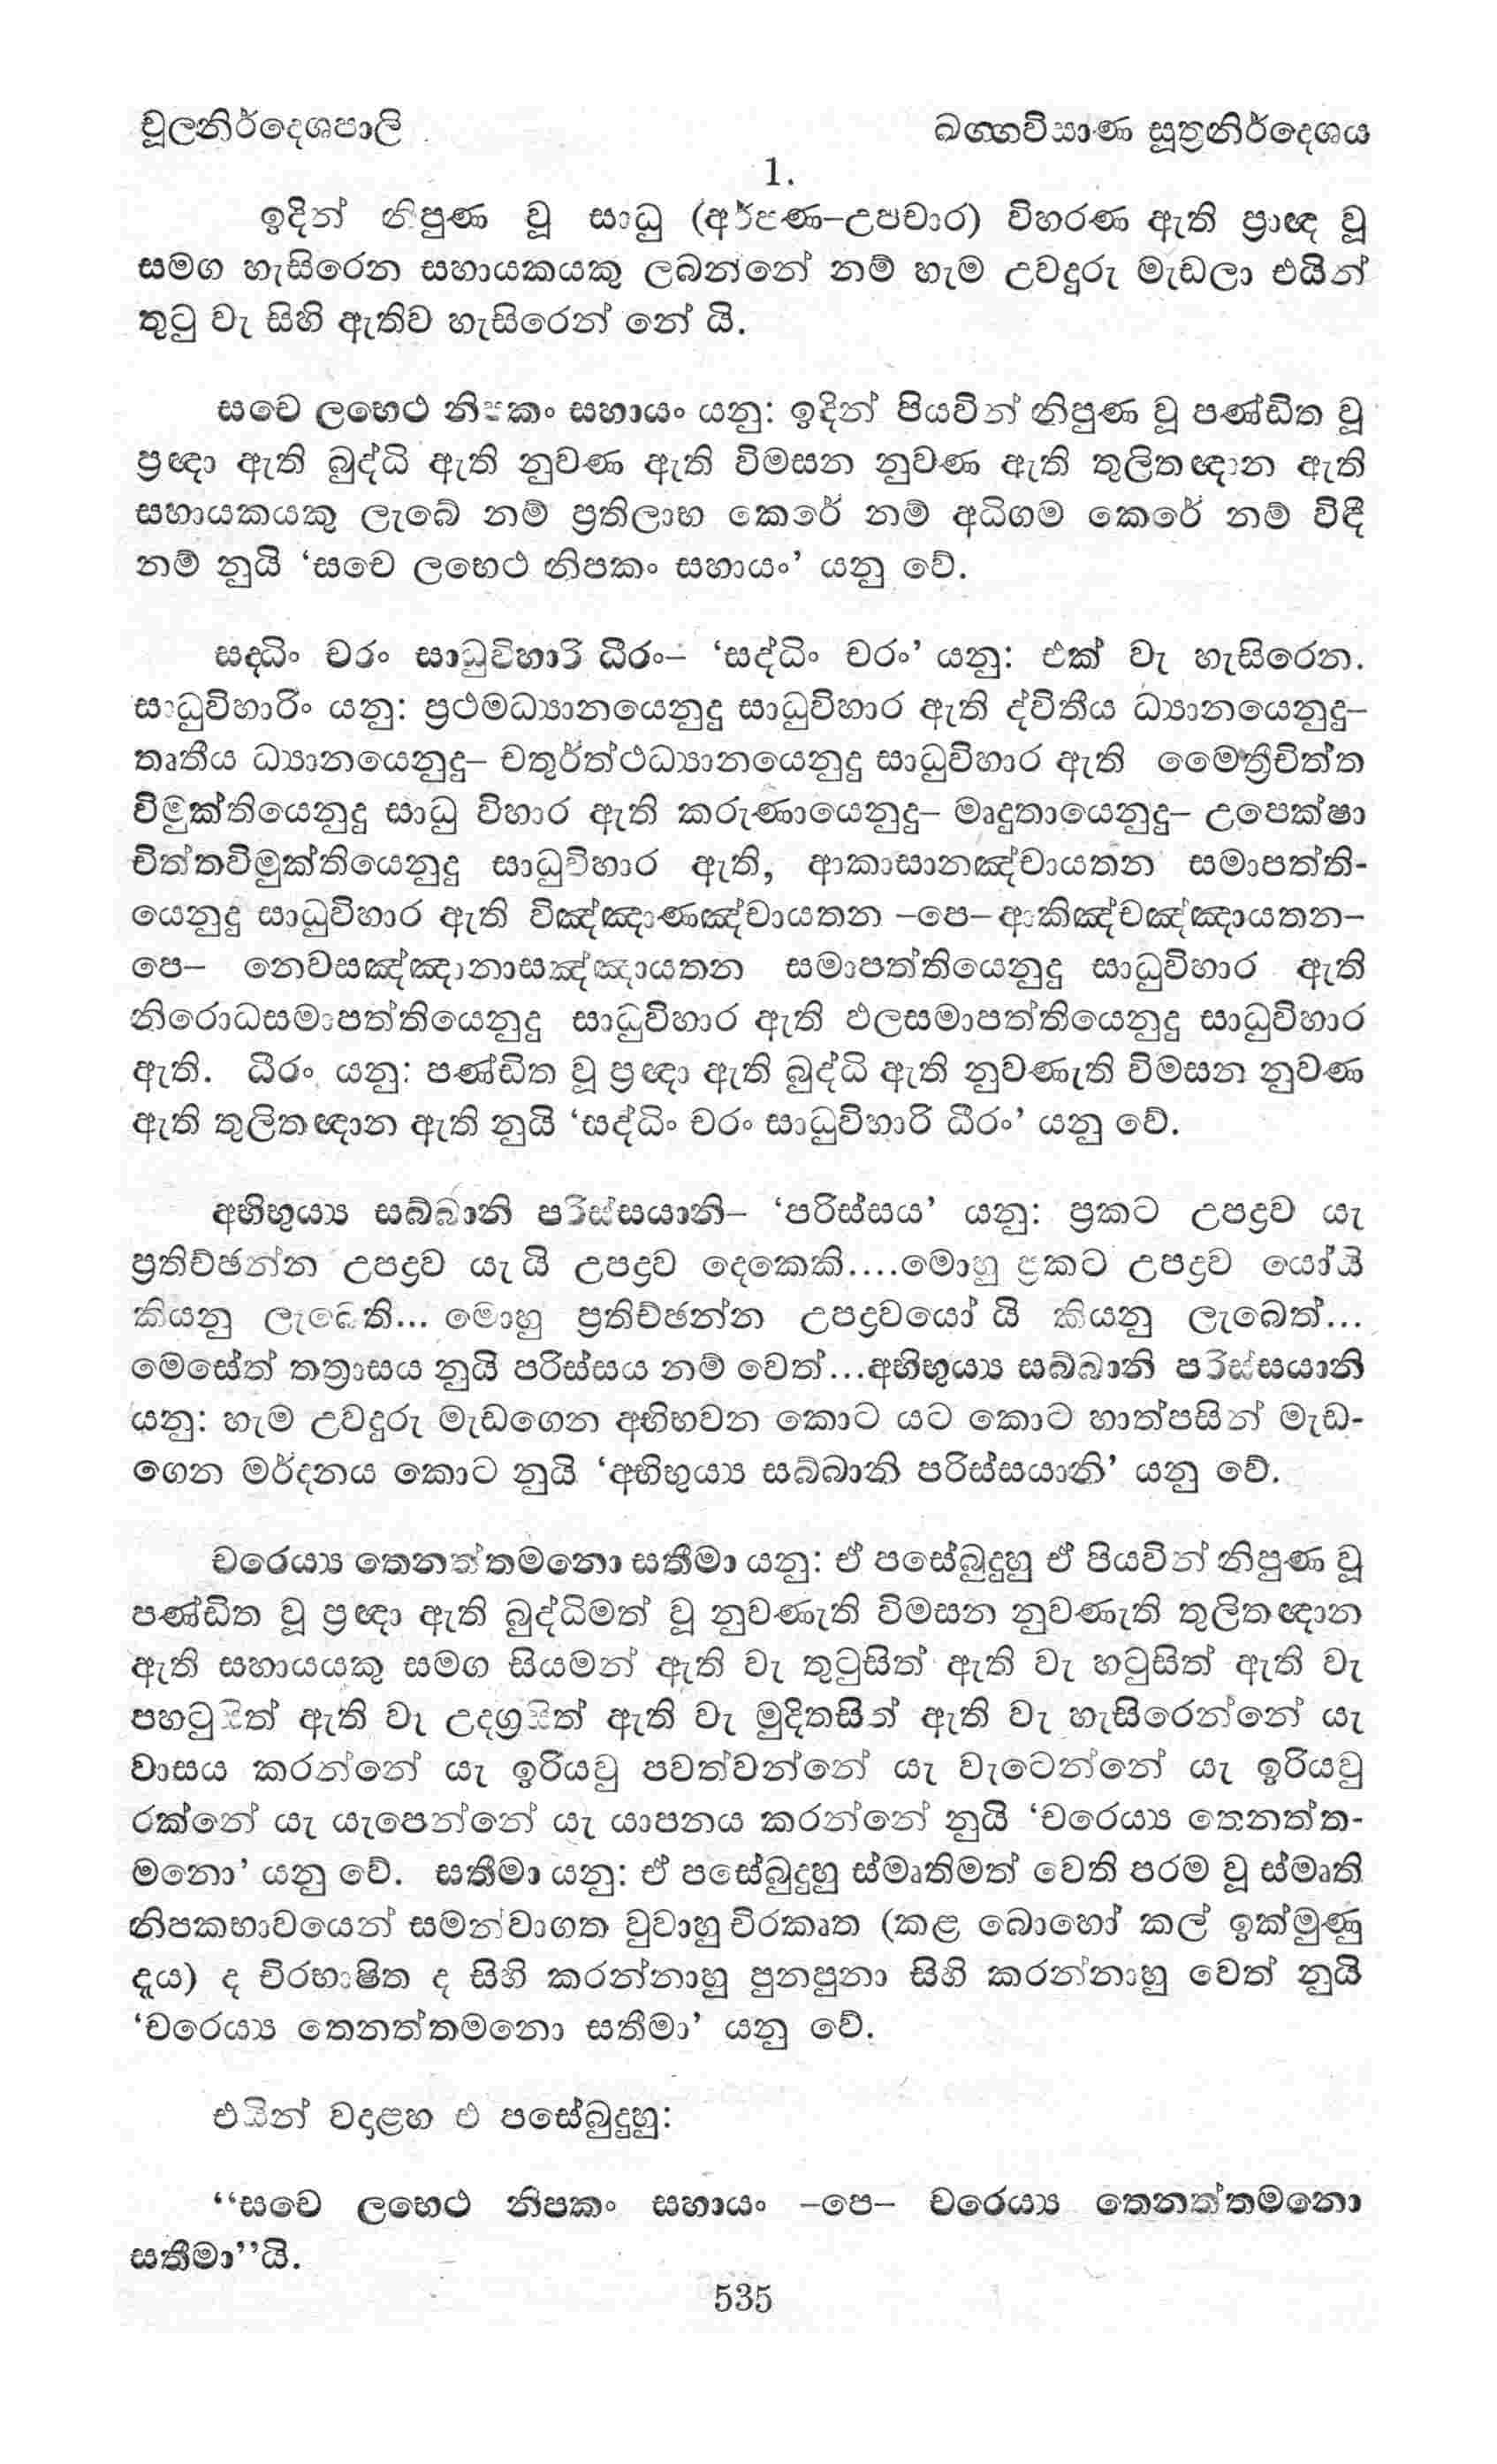 චූලනිර්දෙශපාලි
ඛග්ගවිසාණ සූත්‍රනිර්දෙශය
1.
ඉදින් නිපුණ වූ සාධු (අර්පණ–උපචාර) විහරණ ඇති ප්‍රාඥ වූ
සමග හැසිරෙන සහායකයකු ලබන්නේ නම් හැම උවදුරු මැඩලා එයින්
තුටු වැ සිහි ඇතිව හැසිරෙන් නේ යි.
සචෙ ලභෙථ නිපකං සහායං යනු: ඉදින් පියවින් නිපුණ වූ පණ්ඩිත වූ
ප්‍රඥා ඇති බුද්ධි ඇති නුවණ ඇති විමසන නුවණ ඇති තුලිතඥාන ඇති
සහායකයකු ලැබේ නම් ප්‍රතිලාභ කෙරේ නම් අධිගම කෙරේ නම් විඳී
නම් නුයි ‘සචෙ ලභෙථ නිපකං සහායං’ යනු වේ.
සද්ධිං චරං සාධුවිහාරි ධීරං– ‘සද්ධිං චරං’ යනු: එක් වැ හැසිරෙන.
සාධුවිහාරිං යනු: ප්‍රථමධ්‍යානයෙනුදු සාධුවිහාර ඇති ද්විතීය ධ්‍යානයෙනුදු–
තෘතීය ධ්‍යානයෙනුදු– චතුර්ත්ථධ්‍යානයෙනුදු සාධුවිහාර ඇති මෛත්‍රීචිත්ත
විමුක්තියෙනුදු සාධු විහාර ඇති කරුණායෙනුදු– මෘදුතායෙනුදු– උපෙක්ෂා
චිත්තවිමුක්තියෙනුදු සාධුවිහාර ඇති, ආකාසානඤ්චායතන සමාපත්ති-
යෙනුදු සාධුවිහාර ඇති විඤ්ඤාණඤ්චායතන –පෙ– ආකිඤ්චඤ්ඤායතන–
පෙ– නෙවසඤ්ඤානාසඤ්ඤායතන සමාපත්තියෙනුදු සාධුවිහාර ඇති
නිරොධසමාපත්තියෙනුදු සාධුවිහාර ඇති ඵලසමාපත්තියෙනුදු සාධුවිහාර
ඇති. ධීරං යනු: පණ්ඩිත වූ ප්‍රඥා ඇති බුද්ධි ඇති නුවණැති විමසන නුවණ
ඇති තුලිතඥාන ඇති නුයි ‘සද්ධිං චරං සාධුවිහාරි ධීරං’ යනු වේ.
අභිභුය්‍ය සබ්බානි පරිස්සයානි– ‘පරිස්සය’ යනු: ප්‍රකට උපද්‍රව යැ
ප්‍රතිච්ඡන්න උපද්‍රව යැ යි උපද්‍රව දෙකෙකි....මොහු ප්‍රකට උපද්‍රව යෝයි
කියනු ලැබෙති... මොහු ප්‍රතිච්ඡන්න උපද්‍රවයෝ යි කියනු ලැබෙත්...
මෙසේත් තත්‍රාසය නුයි පරිස්සය නම් වෙත්...අභිභුය්‍ය සබ්බානි පරිස්සයානි
යනු: හැම උවදුරු මැඩගෙන අභිභවන කොට යට කොට හාත්පසින් මැඩ-
ගෙන මර්දනය කොට නුයි ‘අභිභුය්‍ය සබ්බානි පරිස්සයානි’ යනු වේ.
චරෙය්‍ය තෙනත්තමනො සතීමා යනු: ඒ පසේබුදුහු ඒ පියවින් නිපුණ වූ
පණ්ඩිත වූ ප්‍රඥා ඇති බුද්ධිමත් වූ නුවණැති විමසන නුවණැති තුලිතඥාන
ඇති සහායයකු සමග සියමන් ඇති වැ තුටුසිත් ඇති වැ හටුසිත් ඇති වැ
පහටුසිත් ඇති වැ උදග්‍රසිත් ඇති වැ මුදිතසිත් ඇති වැ හැසිරෙන්නේ යැ
වාසය කරන්නේ යැ ඉරියවු පවත්වන්නේ යැ වැටෙන්නේ යැ ඉරියවු
රක්නේ යැ යැපෙන්නේ යැ යාපනය කරන්නේ නුයි ‘චරෙය්‍ය තෙනත්ත-
මනො’ යනු වේ. සතීමා යනු: ඒ පසේබුදුහු ස්මෘතිමත් වෙති පරම වූ ස්මෘති
නිපකභාවයෙන් සමන්වාගත වුවාහු චිරකෘත (කළ බොහෝ කල් ඉක්මුණු
දැය) ද චිරභාෂිත ද සිහි කරන්නාහු පුනපුනා සිහි කරන්නාහු වෙත් නුයි
‘චරෙය්‍ය තෙනත්තමනො සතීමා’ යනු වේ.
එයින් වදාළහ එ පසේබුදුහු:
‘‘සචෙ ලභෙථ නිපකං සහායං –පෙ– චරෙය්‍ය තෙනත්තමනො
සතීමා’’යි.
535